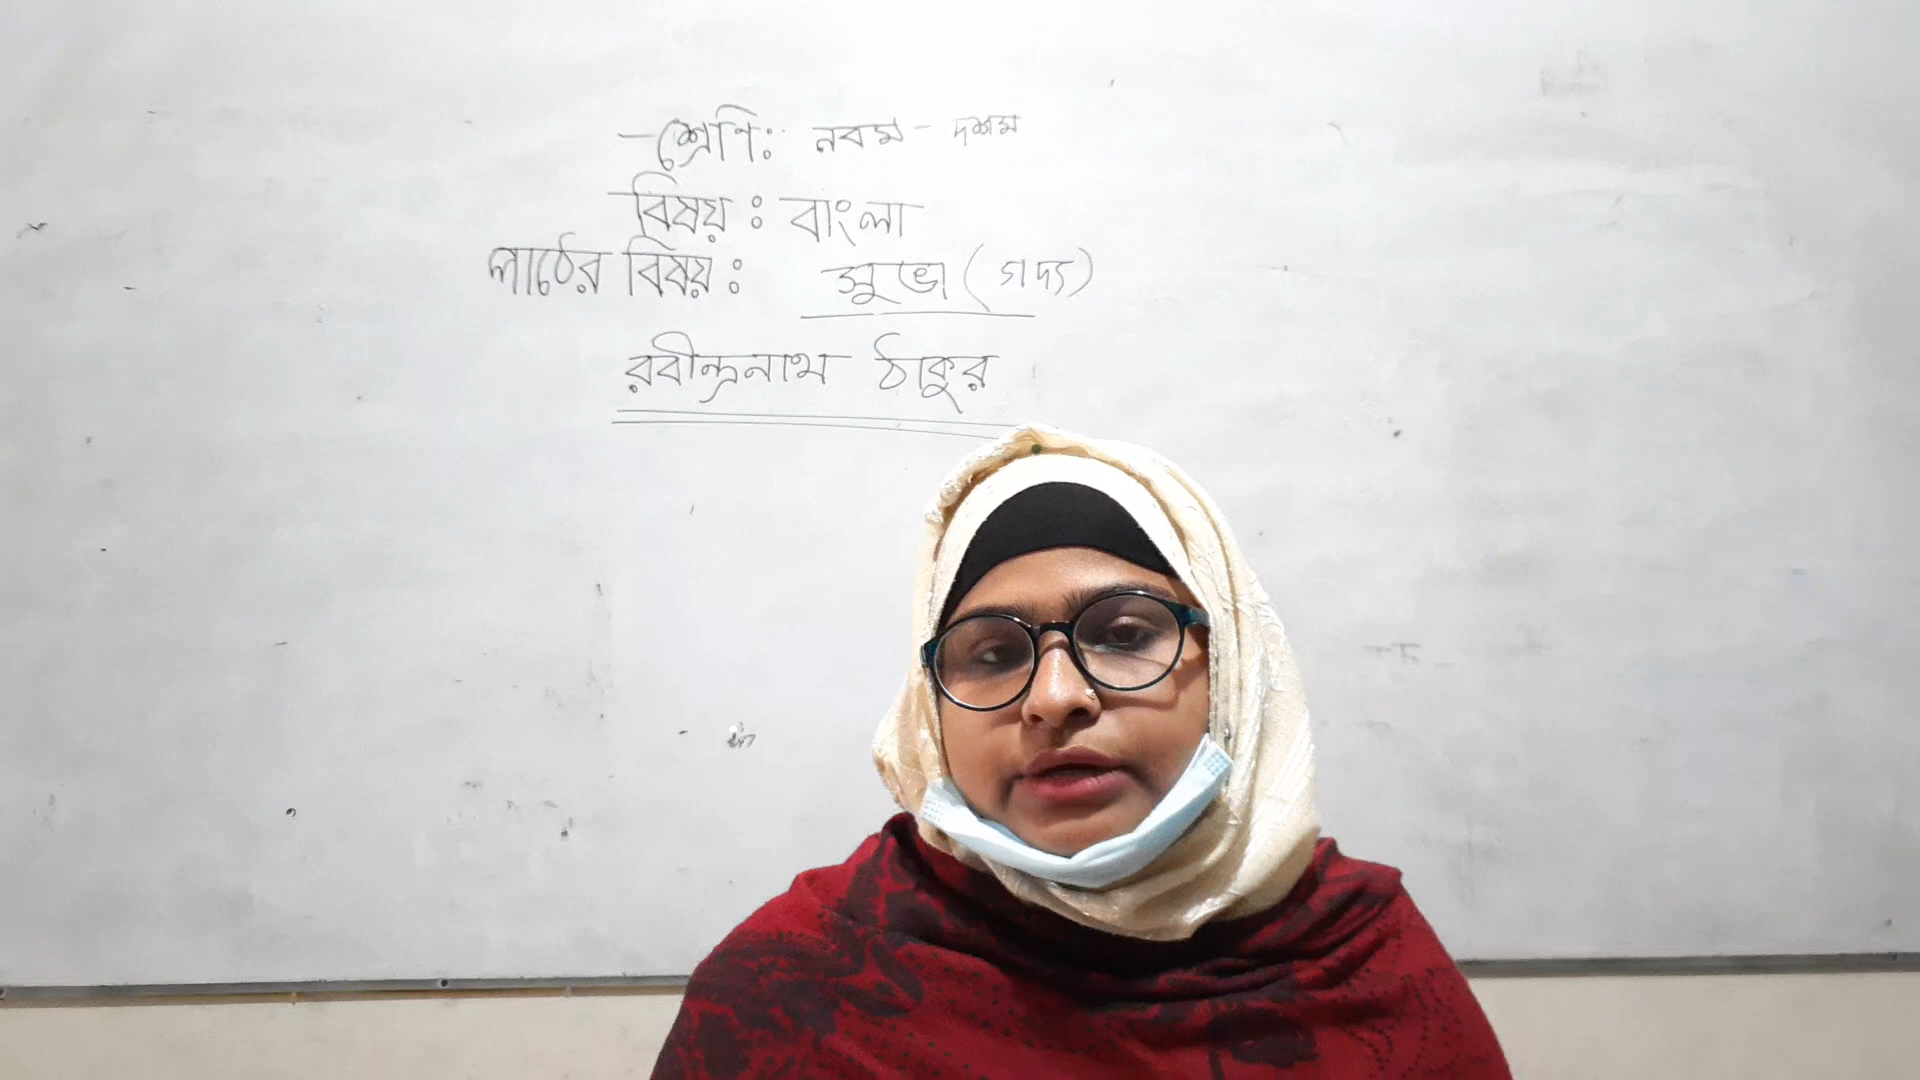 শ্রেণি: নবম - দশম
বিষয় : বাংলা
পাঠের বিষয় : সুভা (গদ্য)
রবীন্দ্রনাথ ঠাকুর